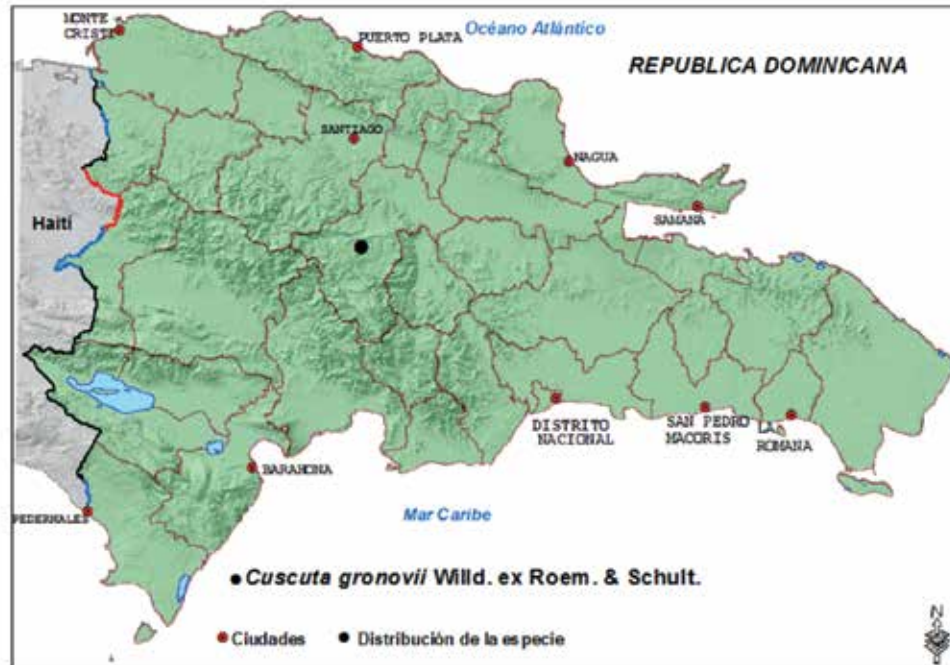 MONTE
CRISTI
PUERTO PLATA
Océano Atlántico
REPUBLICA DOMINICANA
SANTIAGO
NAGUA
SAMANA
Haití
DISTRITO
NACIONAL
SAN PEDRO
MACORIS
LA
ROMANA
BARAHONA
PEDERNALES
Mar Caribe
Cuscuta gronovii Willd. ex Roem. & Schult.
Ciudades
Distribución de la especie